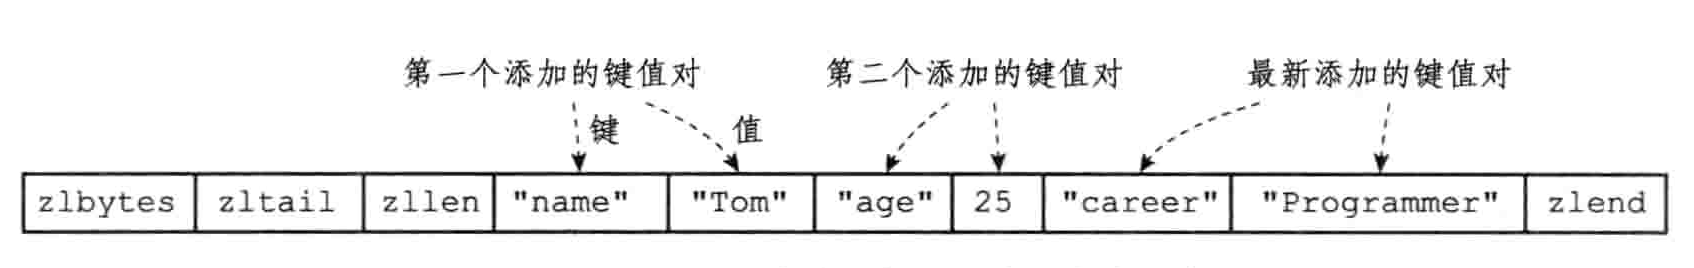 第一个添加的键值对 第二个添加的键值对 最新添加的键值对
键 值
zlbytes zltail zllen "name" "Tom" "age" 25 "career" "Programmer" zlend